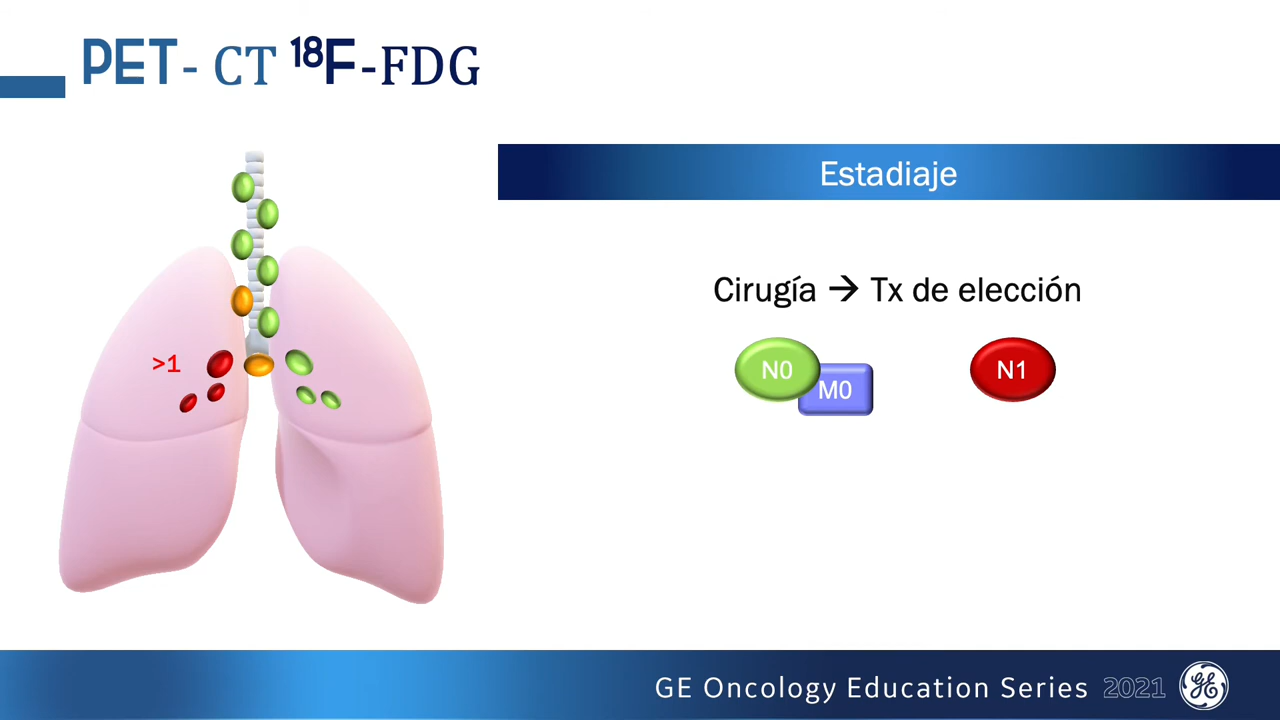 PET- CT ¹⁸F-FDG
Estadiaje
Cirugía → Tx de elección
>1
N0
M0
N1
GE Oncology Education Series 2021